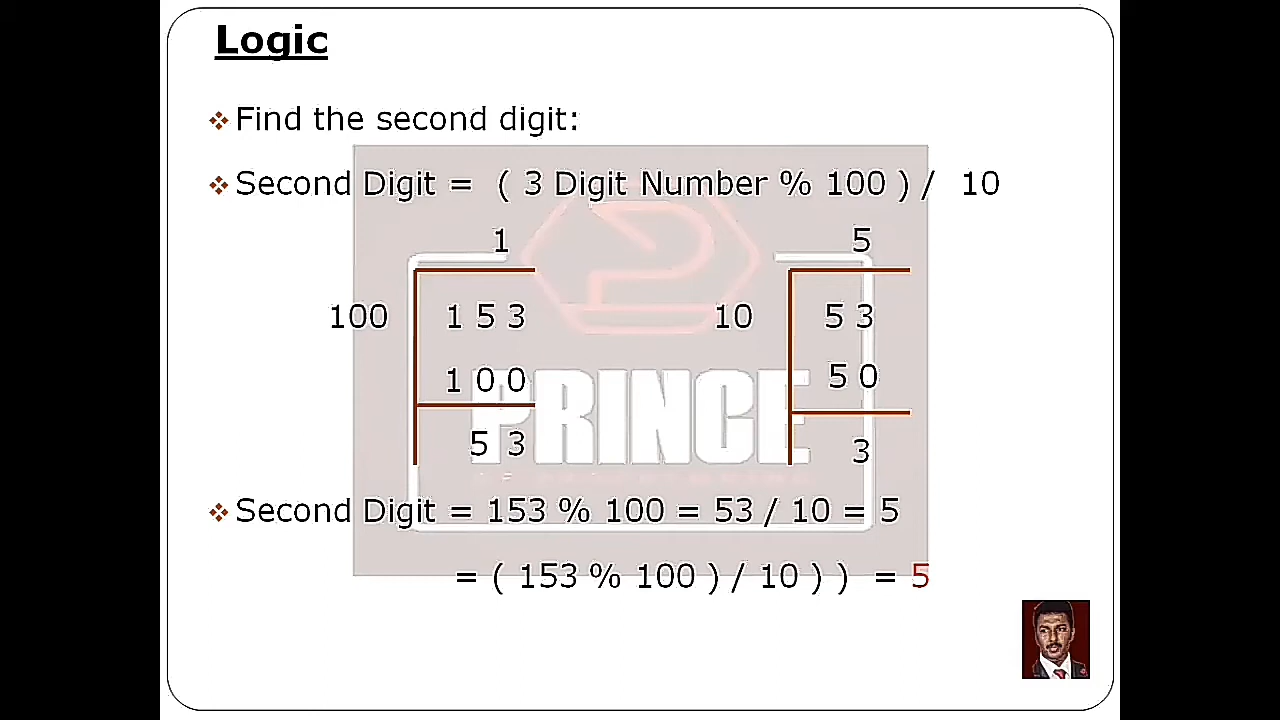 Logic
Find the second digit:
Second Digit = ( 3 Digit Number % 100 ) / 10
1
5
100 1 5 3
10 5 3
1 0 0
5 0
5 3
3
PRINCE
Second Digit = 153 % 100 = 53 / 10 = 5
= ( 153 % 100 ) / 10 ) ) = 5